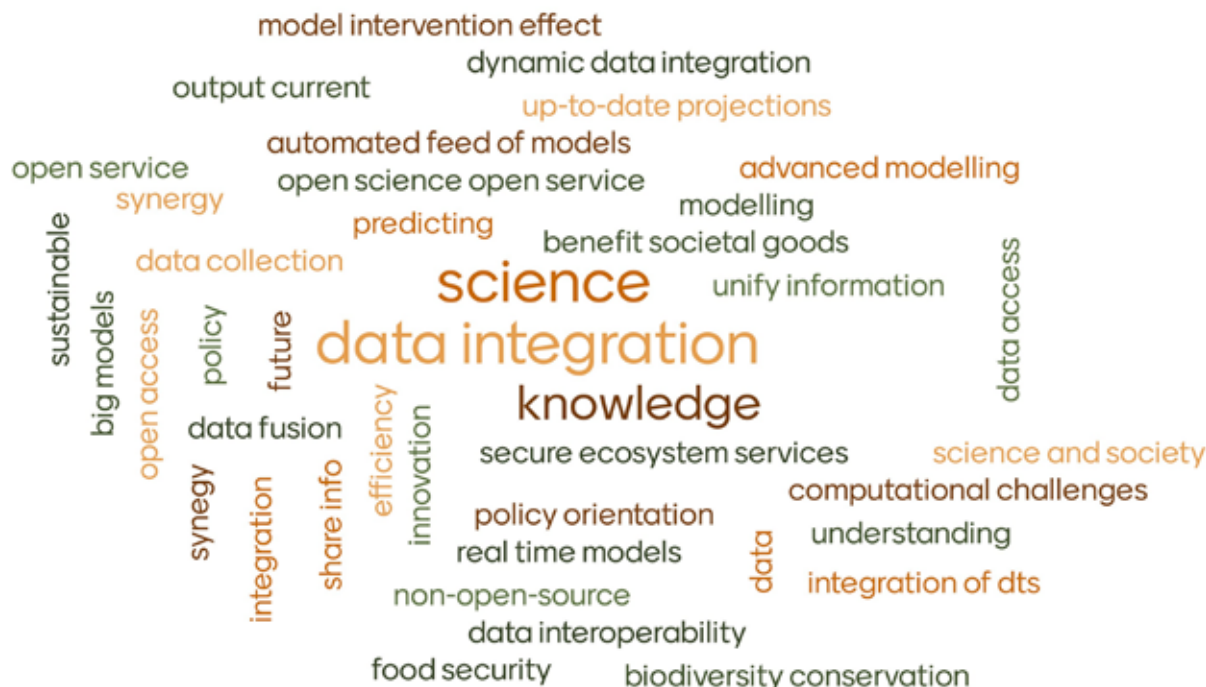 model intervention effect
dynamic data integration
output current
up-to-date projections
automated feed of models
open service
open science open service
advanced modelling
synergy
modelling
predicting
benefit societal goods
sustainable
data collection
science
unify information
data access
big models
open access
policy
future
data integration
knowledge
efficiency
innovation
data fusion
secure ecosystem services
science and society
synegy
integration
share info
computational challenges
policy orientation
understanding
real time models
data
integration of dts
non-open-source
data interoperability
food security
biodiversity conservation